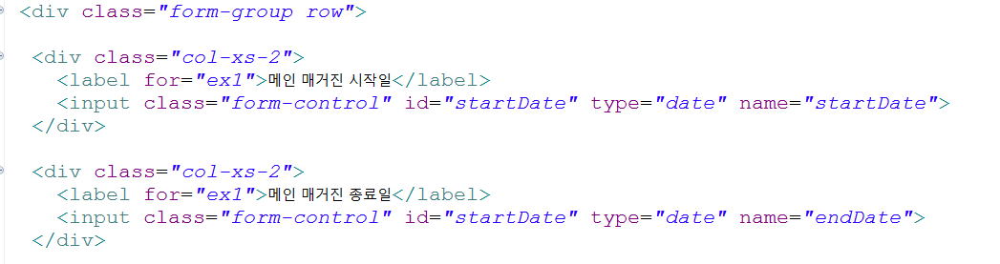 <div class="form-group row">
<div class="col-xs-2">
<label for="ex1">메인 매거진 시작일</label>
<input class="form-control" id="startDate" type="date" name="startDate">
</div>
<div class="col-xs-2">
<label for="ex1">메인 매거진 종료일</label>
<input class="form-control" id="startDate" type="date" name="endDate">
</div>